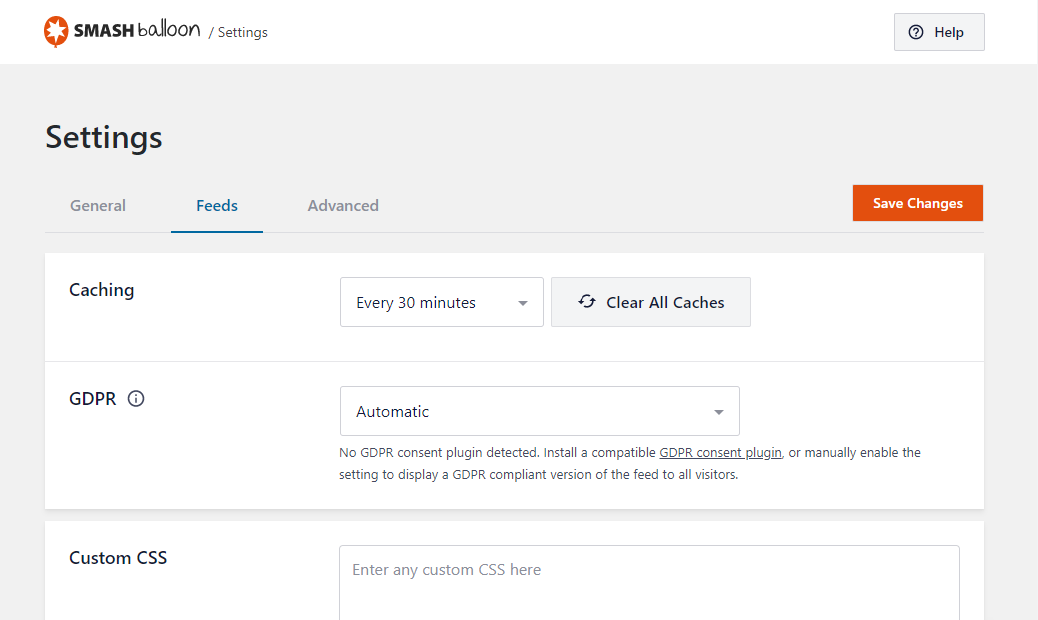 SMASH balloon / Settings
Help
Settings
General Feeds Advanced
Save Changes
Caching
Every 30 minutes
Clear All Caches
GDPR
Automatic
No GDPR consent plugin detected. Install a compatible GDPR consent plugin, or manually enable the
setting to display a GDPR compliant version of the feed to all visitors.
Custom CSS
Enter any custom CSS here